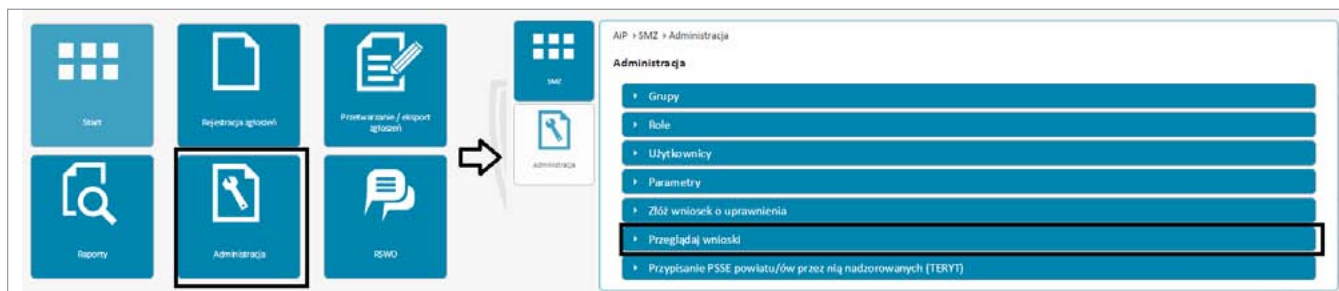 Start
Rejestracja zgłoszeń
Przetwarzanie / eksport
zgłoszeń
Raporty
Administracja
RSWO
SMZ
Administracja
AiP › SMZ › Administracja
Administracja
Grupy
Role
Użytkownicy
Parametry
Złóż wniosek o uprawnienia
Przeglądaj wnioski
Przypisanie PSSE powiatu/ów przez nią nadzorowanych (TERYT)